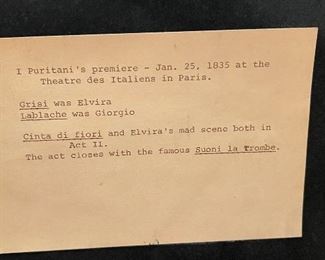 I Puritani's premiere - Jan. 25, 1835 at the
Theatre des Italiens in Paris.
Grisi was Elvira
Lablache was Giorgio
Cinta di fiori and Elvira's mad scene both in
Act II.
The act closes with the famous Suoni la Trombe.